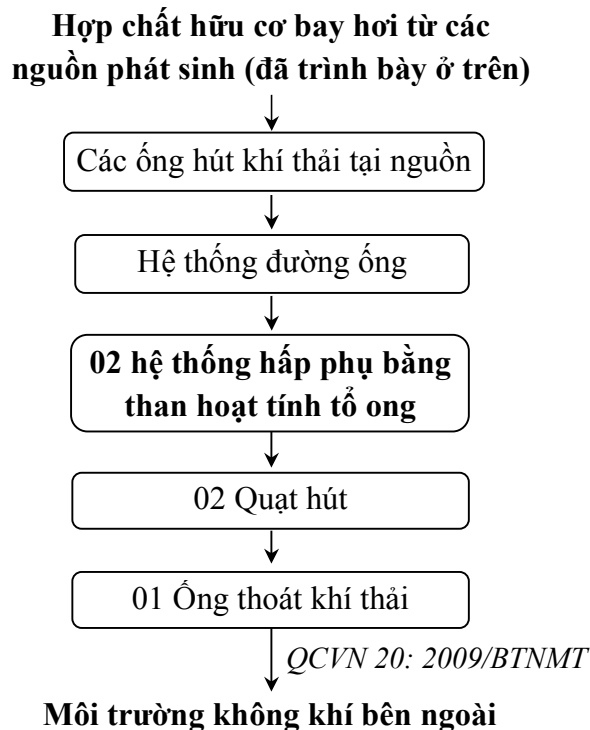 Hợp chất hữu cơ bay hơi từ các
nguồn phát sinh (đã trình bày ở trên)
Các ống hút khí thải tại nguồn
Hệ thống đường ống
02 hệ thống hấp phụ bằng
than hoạt tính tổ ong
02 Quạt hút
01 Ống thoát khí thải
QCVN 20: 2009/BTNMT
Môi trường không khí bên ngoài